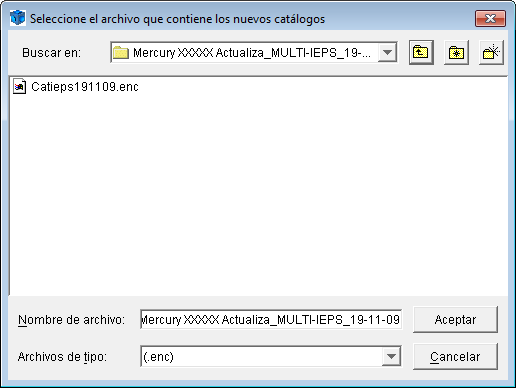 Seleccione el archivo que contiene los nuevos catálogos
Buscar en: Mercury XXXXX Actualiza_MULTI-IEPS_19-...
Catieps191109.enc
Nombre de archivo: Mercury XXXXX Actualiza_MULTI-IEPS_19-11-09 Aceptar
Archivos de tipo: (.enc) Cancelar